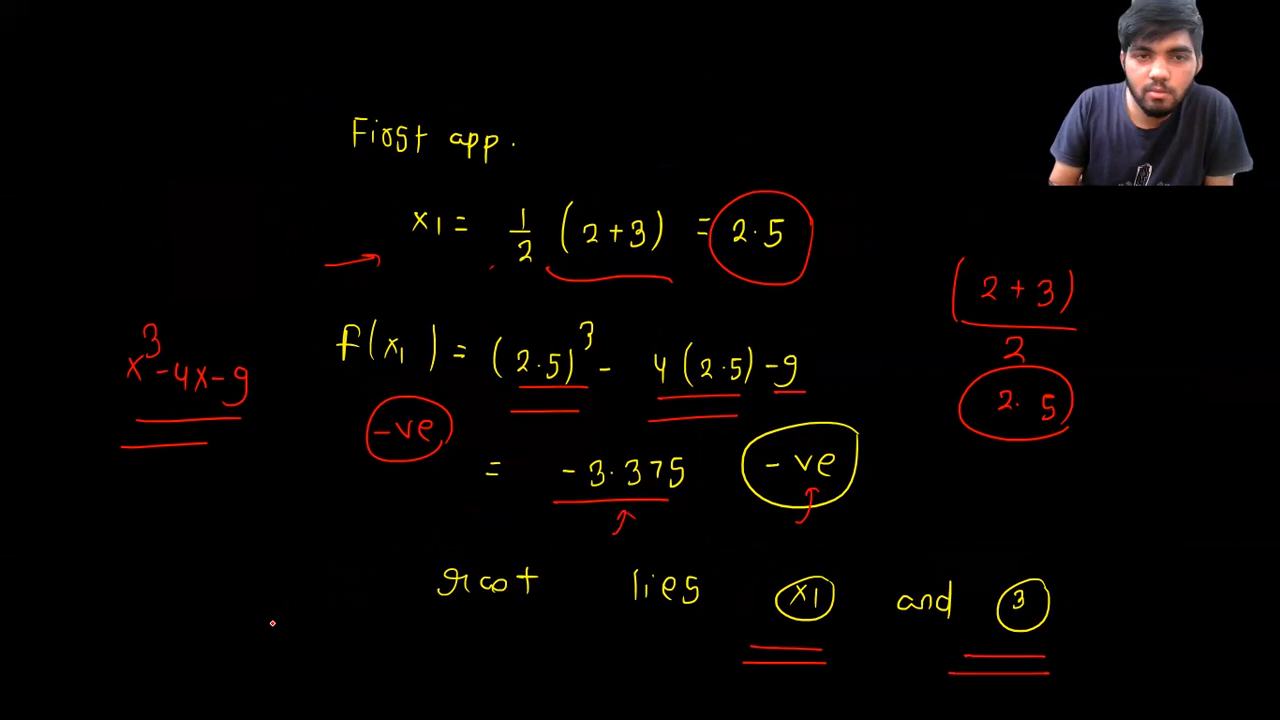 First app.
x1 = 1/2 (2+3) = 2.5
(2+3)/2
2.5
x³-4x-9
f(x1) = (2.5)³ - 4(2.5) -9
-ve
= -3.375 -ve
root lies x1 and 3